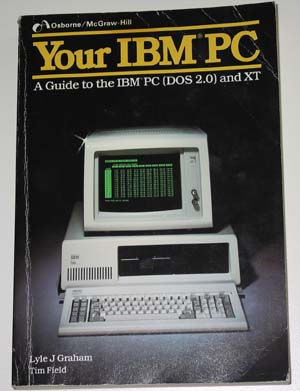 Osborne/McGraw-Hill
Your IBM® PC
A Guide to the IBM PC (DOS 2.0) and XT
IBM
Lyle J Graham
Tim Field